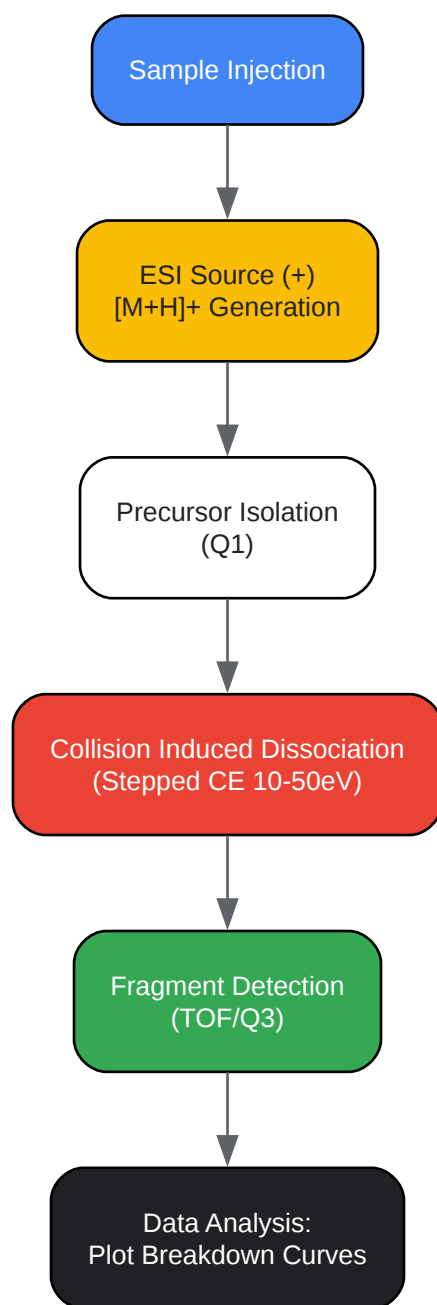 Sample Injection
ESI Source (+)
[M+H]+ Generation
Precursor Isolation
(Q1)
Collision Induced Dissociation
(Stepped CE 10-50eV)
Fragment Detection
(TOF/Q3)
Data Analysis:
Plot Breakdown Curves